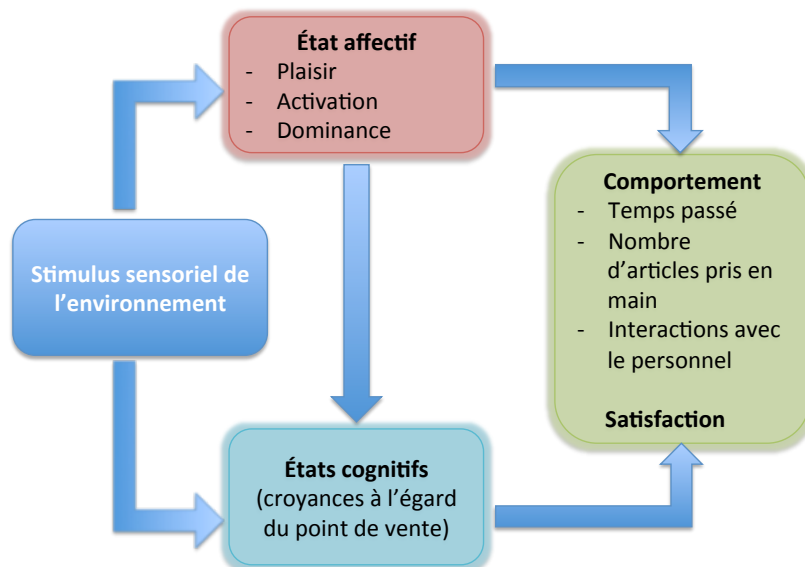 État affectif
- Plaisir
- Activation
- Dominance
Stimulus sensoriel de
l’environnement
États cognitifs
(croyances à l’égard
du point de vente)
Comportement
- Temps passé
- Nombre
d’articles pris en
main
- Interactions avec
le personnel
Satisfaction